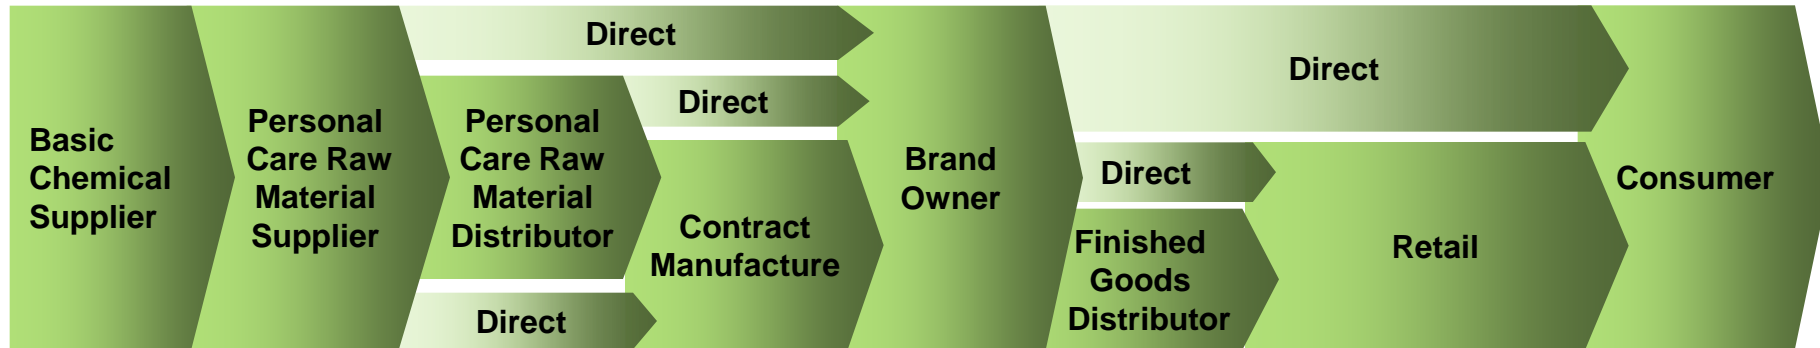 Basic
Chemical
Supplier
Personal
Care Raw
Material
Supplier
Direct
Personal
Care Raw
Material
Distributor
Direct
Direct
Contract
Manufacture
Brand
Owner
Direct
Direct
Finished
Goods
Distributor
Retail
Consumer